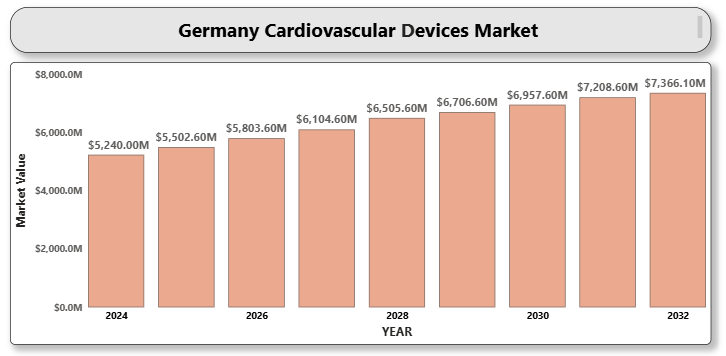 Germany Cardiovascular Devices Market
$8,000.0M
$6,000.0M
$4,000.0M
$2,000.0M
$0.0M
Market Value
$5,240.00M
$5,502.60M
$5,803.60M
$6,104.60M
$6,505.60M
$6,706.60M
$6,957.60M
$7,208.60M
$7,366.10M
2024
2026
2028
2030
2032
YEAR